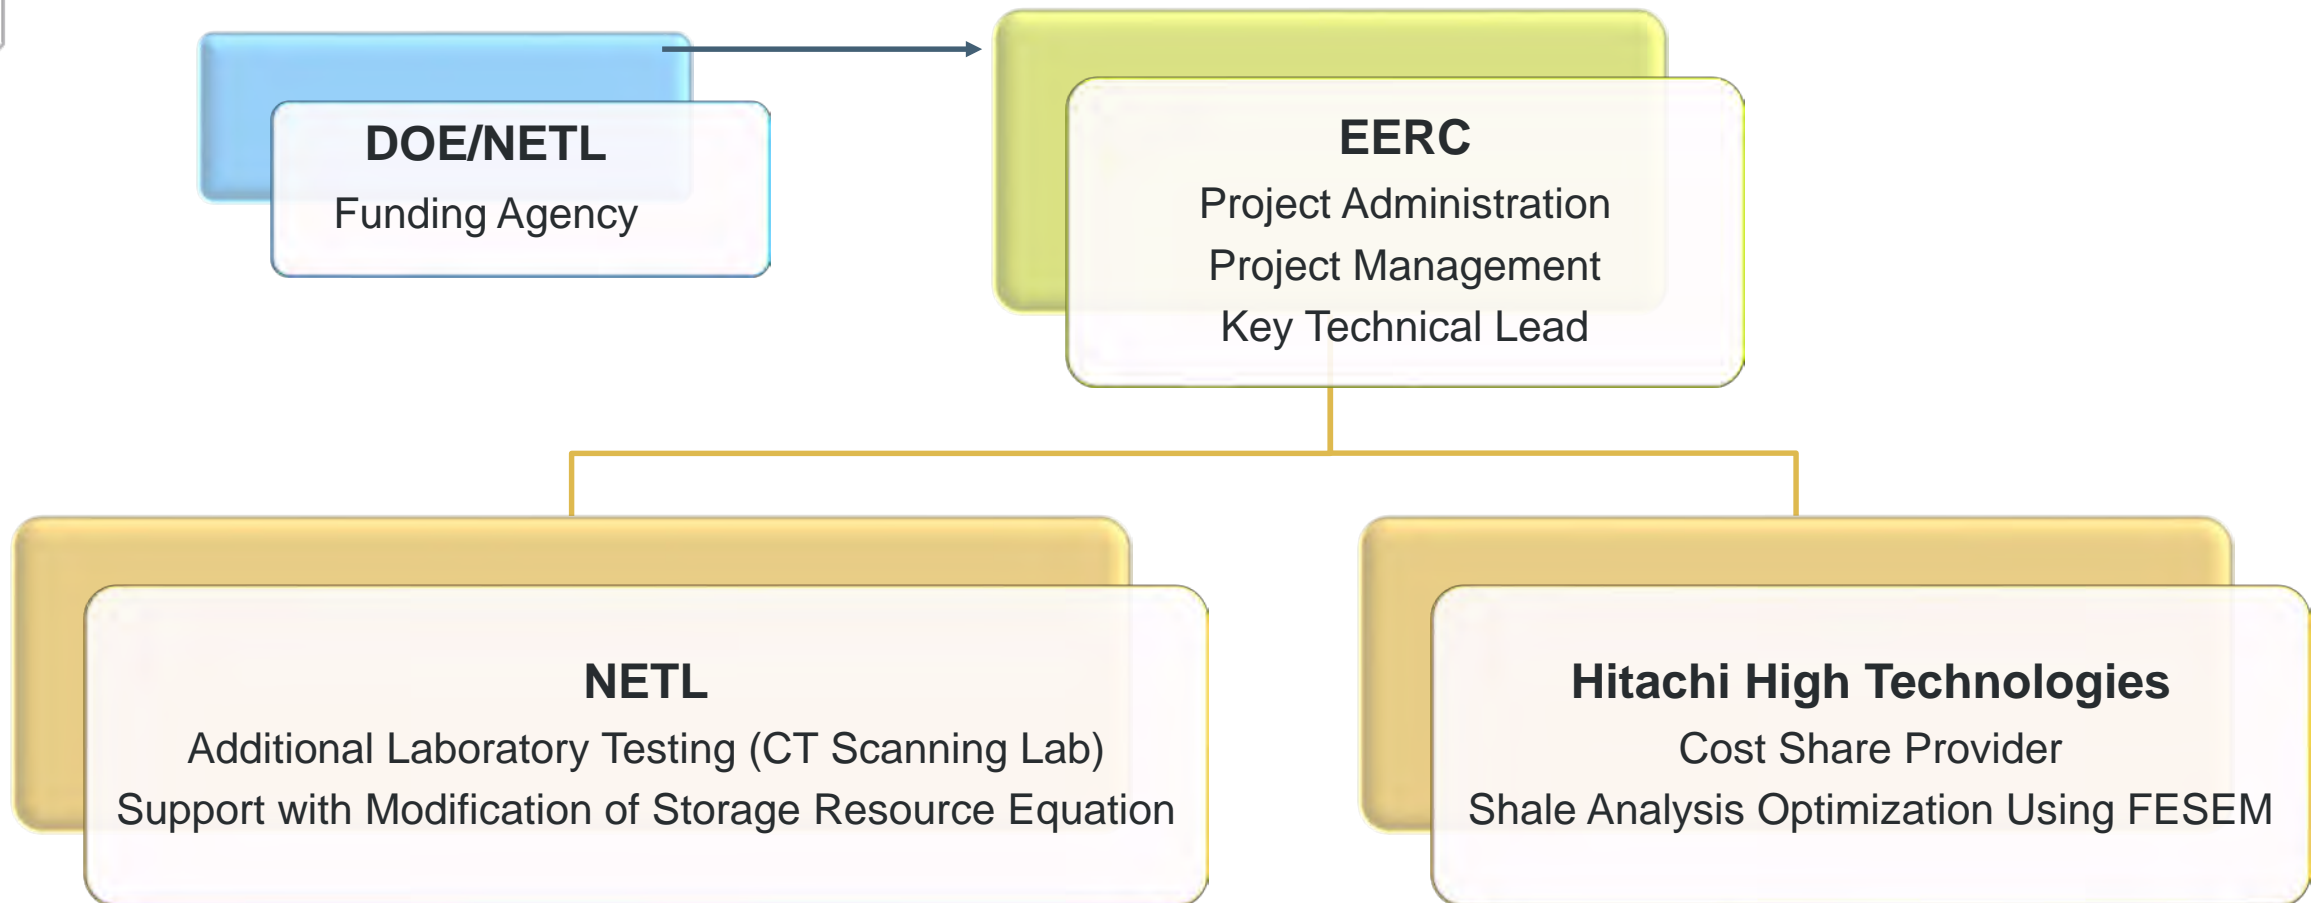 DOE/NETL
Funding Agency
EERC
Project Administration
Project Management
Key Technical Lead
NETL
Additional Laboratory Testing (CT Scanning Lab)
Support with Modification of Storage Resource Equation
Hitachi High Technologies
Cost Share Provider
Shale Analysis Optimization Using FESEM